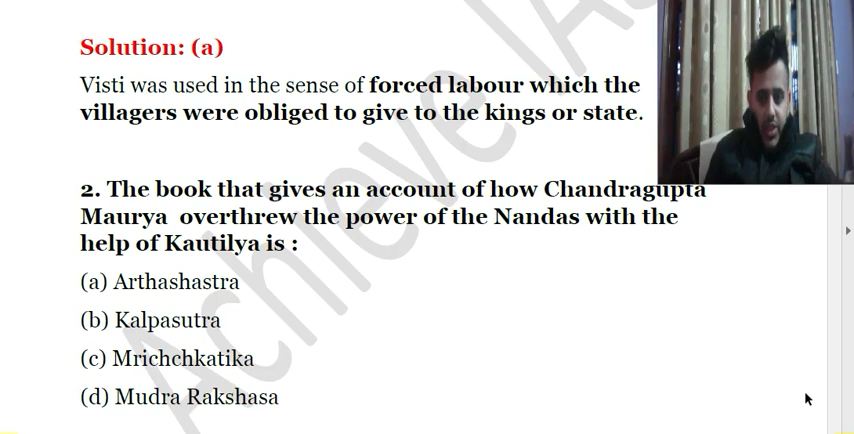 Solution: (a)
Visti was used in the sense of forced labour which the
villagers were obliged to give to the kings or state.
2. The book that gives an account of how Chandragupta
Maurya overthrew the power of the Nandas with the
help of Kautilya is :
(a) Arthashastra
(b) Kalpasutra
(c) Mrichchkatika
(d) Mudra Rakshasa
Achieve IA